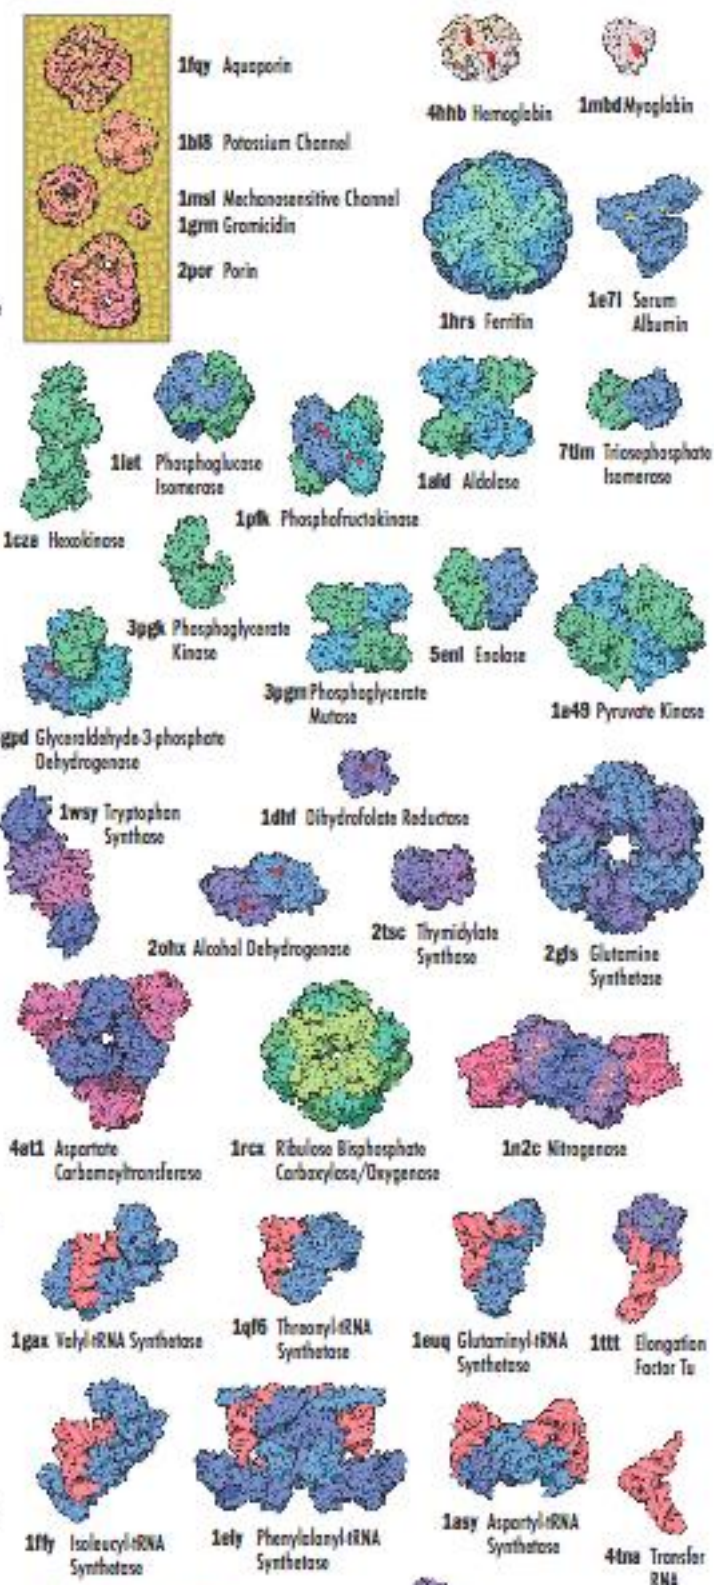 1fqy Aquaporin
1bl8 Potassium Channel
1msl Mechanosensitive Channel
1grm Gramicidin
2por Porin
4hhb Hemoglobin
1mbd Myoglobin
1hrs Ferritin
1e7i Serum
Albumin
1iat Phosphoglucose
Isomerase
1pfk Phosphofructokinase
1ald Aldolase
7tim Triosephosphate
Isomerase
1cza Hexokinase
3pgk Phosphoglycerate
Kinase
3pgm Phosphoglycerate
Mutase
5enl Enolase
1a49 Pyruvate Kinase
gpd Glyceraldehyde-3-phosphate
Dehydrogenase
1wsy Tryptophan
Synthase
1dhf Dihydrofolate Reductase
2ohx Alcohol Dehydrogenase
2tsc Thymidylate
Synthase
2gls Glutamine
Synthetase
4at1 Aspartate
Carbamoyltransferase
1rcx Ribulose Bisphosphate
Carboxylase/Oxygenase
1n2c Nitrogenase
1gax Valyl-tRNA Synthetase
1qf6 Threonyl-tRNA
Synthetase
1euq Glutaminyl-tRNA
Synthetase
1ttt Elongation
Factor Tu
1ffy Isoleucyl-tRNA
Synthetase
1eiy Phenylalanyl-tRNA
Synthetase
1asy Aspartyl-tRNA
Synthetase
4tna Transfer
RNA